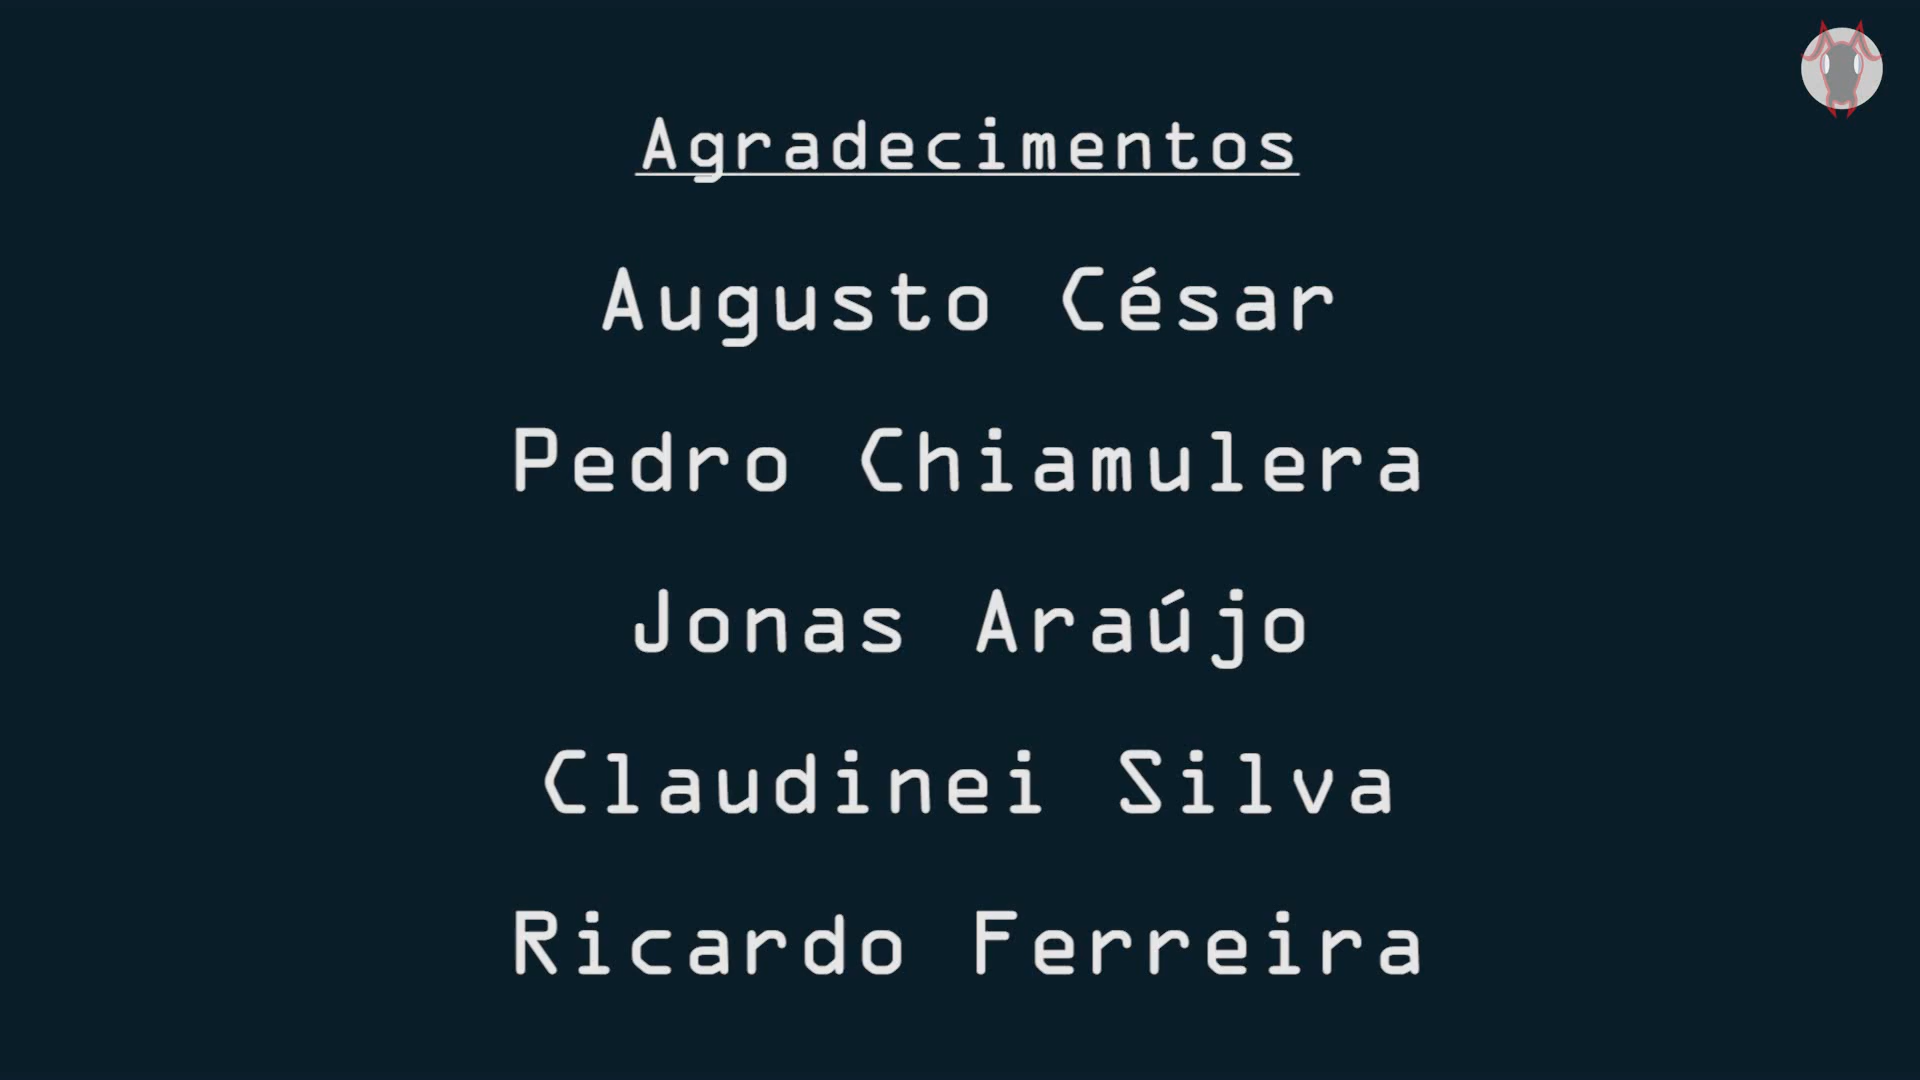 Agradecimentos
Augusto César
Pedro Chiamulera
Jonas Araújo
Claudinei Silva
Ricardo Ferreira